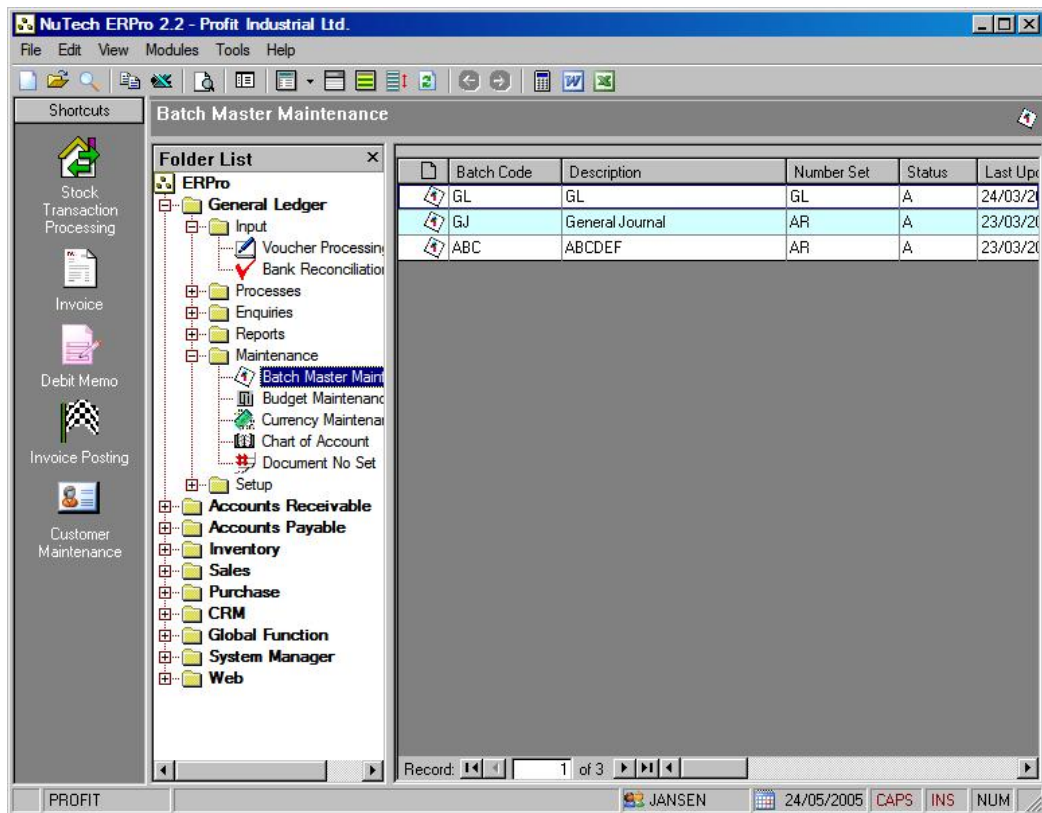 NuTech ERPro 2.2 - Profit Industrial Ltd.
File Edit View Modules Tools Help
Shortcuts
Stock
Transaction
Processing
Invoice
Debit Memo
Invoice Posting
Customer
Maintenance
Batch Master Maintenance
Folder List
ERPro
General Ledger
Input
Voucher Processin
Bank Reconciliatio
Processes
Enquiries
Reports
Maintenance
Batch Master Maint
Budget Maintenanc
Currency Maintenar
Chart of Account
Document No Set
Setup
Accounts Receivable
Accounts Payable
Inventory
Sales
Purchase
CRM
Global Function
System Manager
Web
Batch Code Description Number Set Status Last Upd
GL GL GL A 24/03/20
GJ General Journal AR A 23/03/20
ABC ABCDEF AR A 23/03/20
Record: 1 of 3
PROFIT JANSEN 24/05/2005 CAPS INS NUM